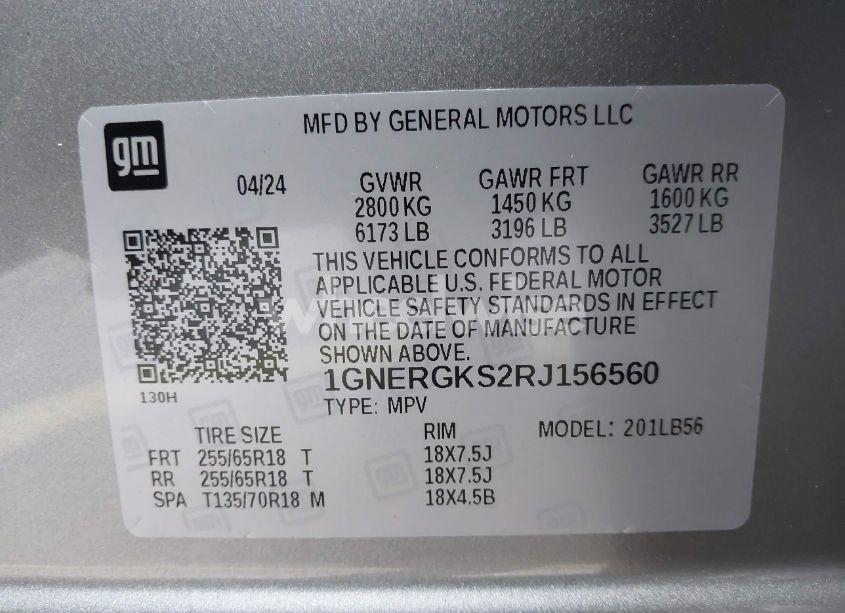 gm
MFD BY GENERAL MOTORS LLC
04/24 GVWR GAWR FRT GAWR RR
2800 KG 1450 KG 1600 KG
6173 LB 3196 LB 3527 LB
THIS VEHICLE CONFORMS TO ALL
APPLICABLE U.S. FEDERAL MOTOR
VEHICLE SAFETY STANDARDS IN EFFECT
ON THE DATE OF MANUFACTURE
SHOWN ABOVE.
1GNERGKS2RJ156560
130H
TYPE: MPV
TIRE SIZE RIM MODEL: 201LB56
FRT 255/65R18 T 18X7.5J
RR 255/65R18 T 18X7.5J
SPA T135/70R18 M 18X4.5B